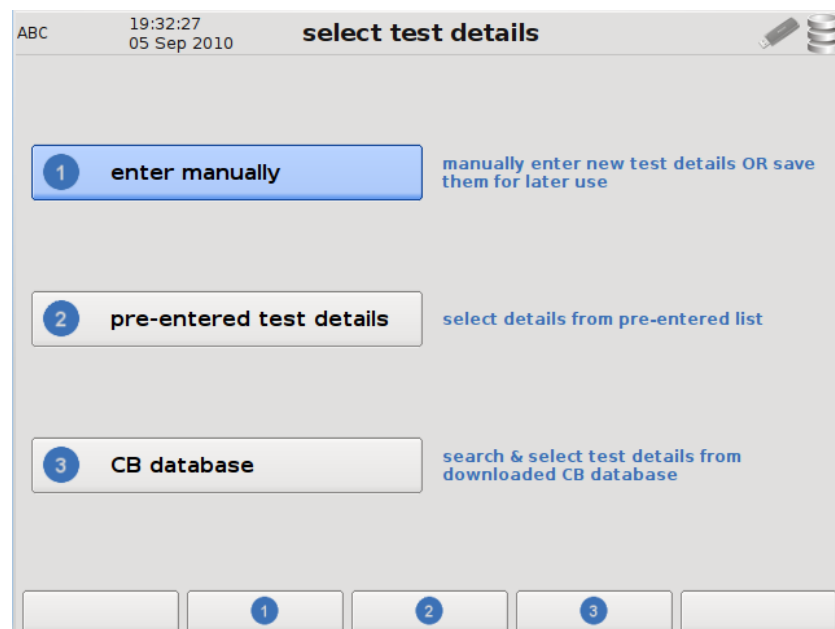 ABC
19:32:27
05 Sep 2010
select test details
1 enter manually
manually enter new test details OR save
them for later use
2 pre-entered test details
select details from pre-entered list
3 CB database
search & select test details from
downloaded CB database
1 2 3